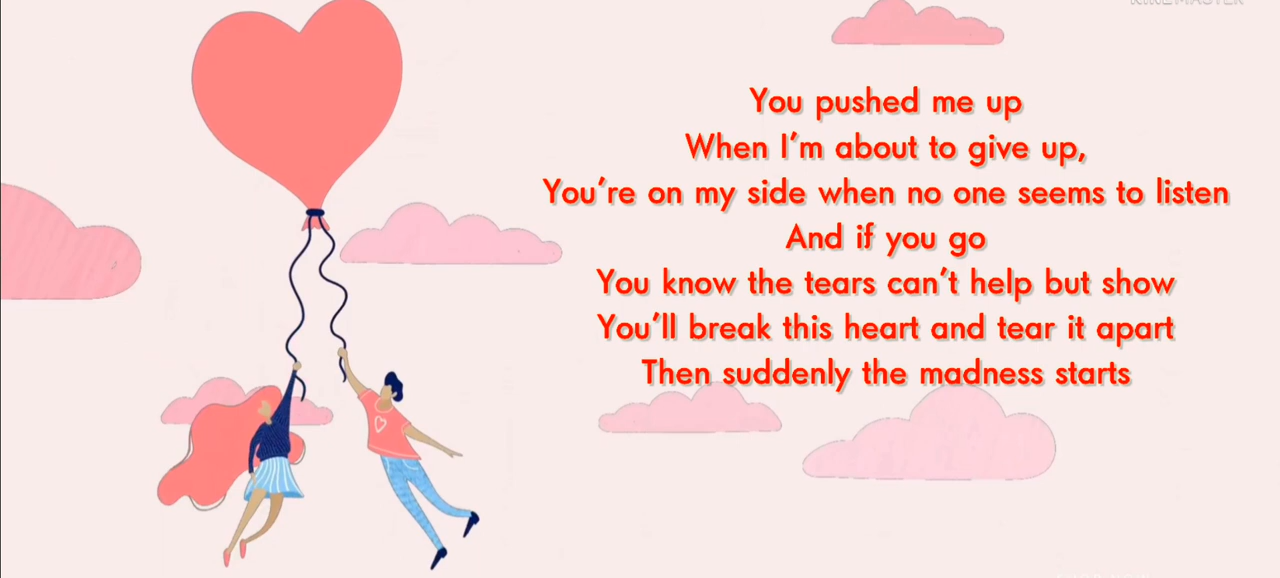 You pushed me up
When I'm about to give up,
You're on my side when no one seems to listen
And if you go
You know the tears can't help but show
You'll break this heart and tear it apart
Then suddenly the madness starts